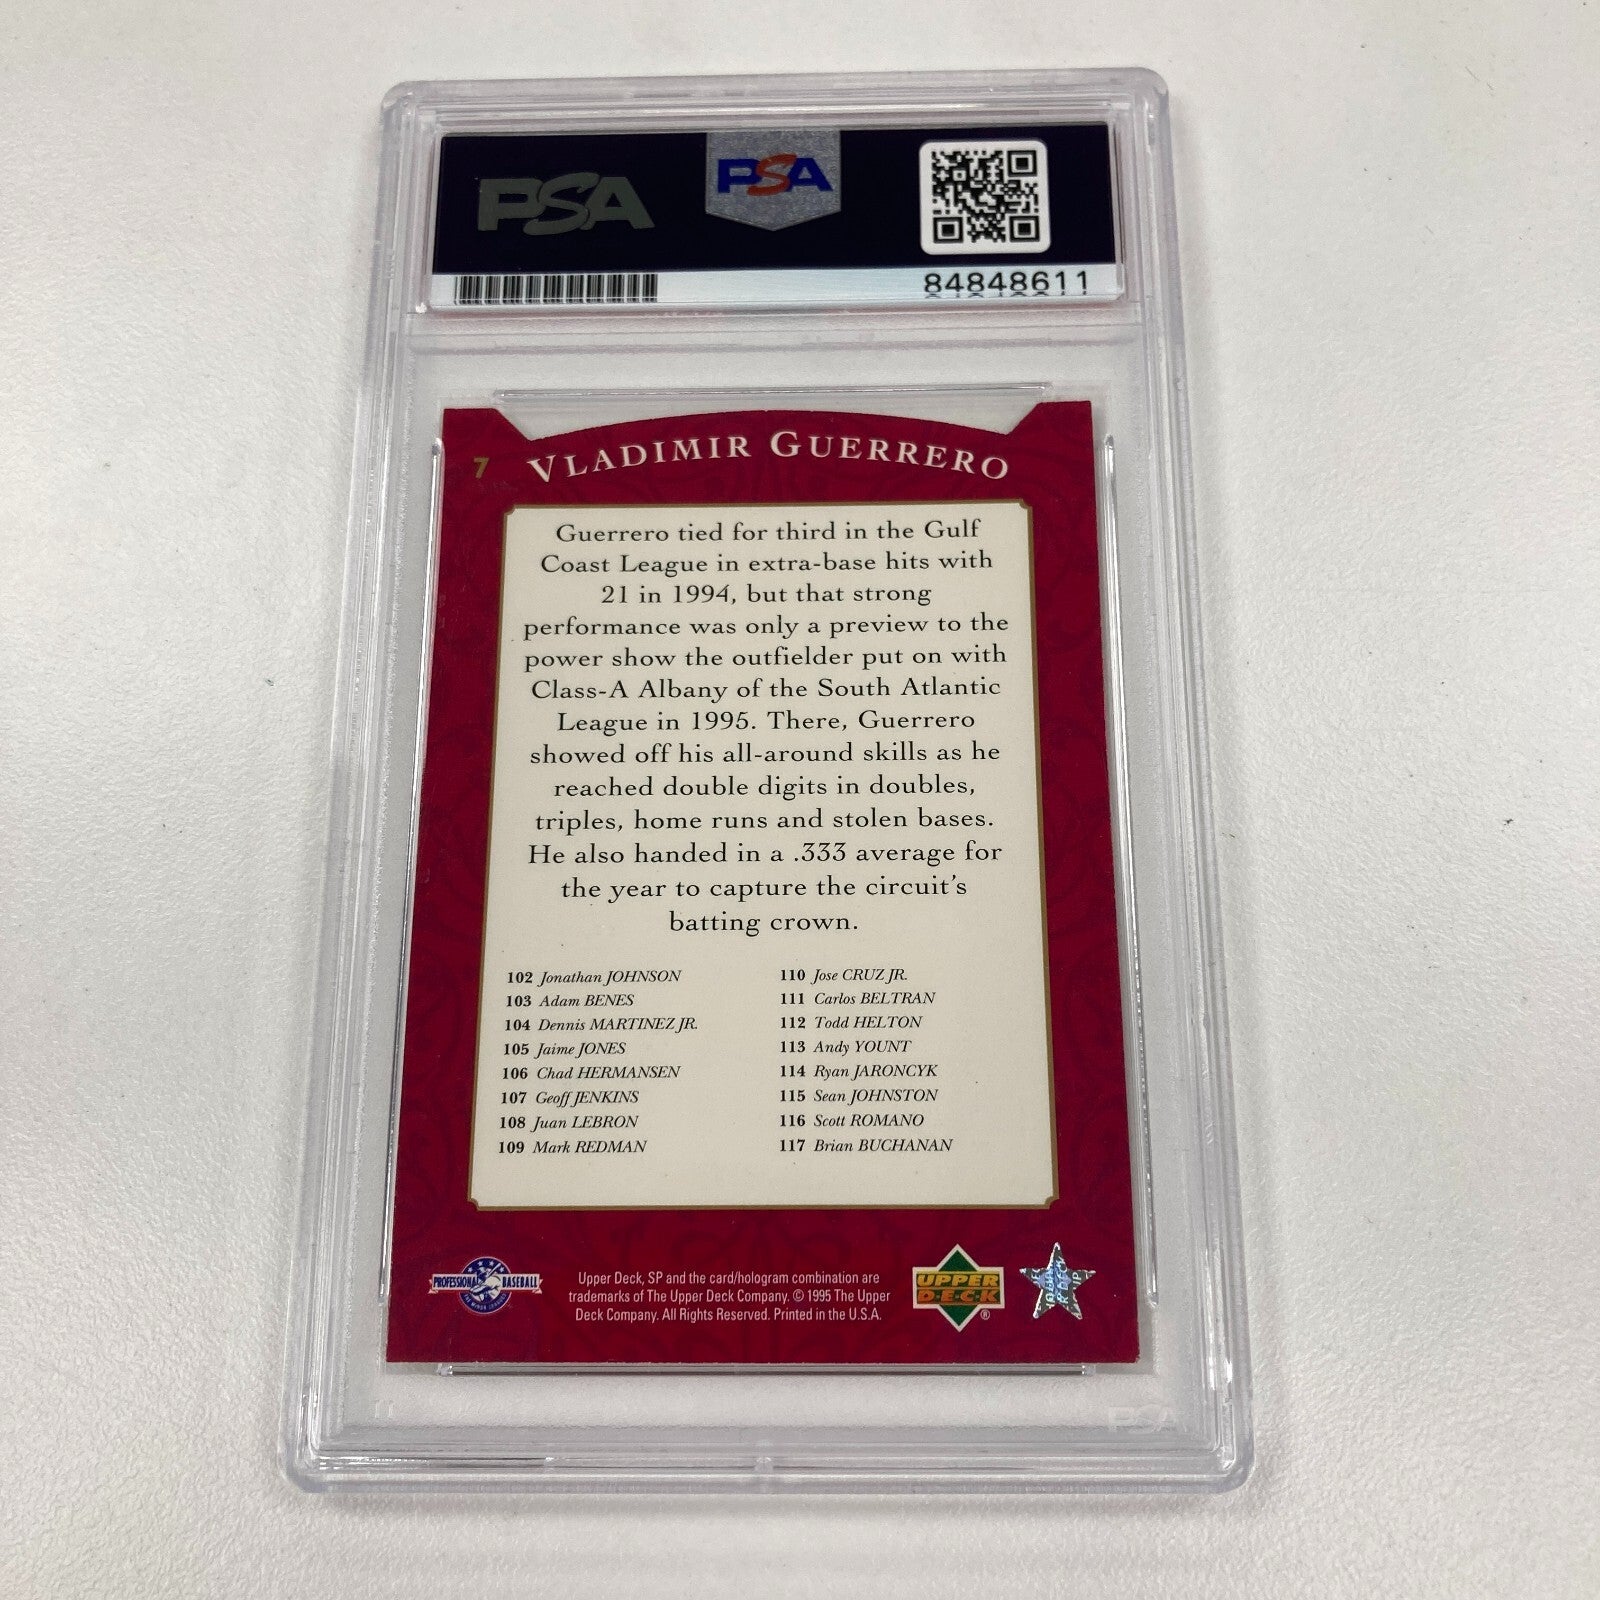 PSA
PSA
84848611
7
VLADIMIR GUERRERO
Guerrero tied for third in the Gulf
Coast League in extra-base hits with
21 in 1994, but that strong
performance was only a preview to the
power show the outfielder put on with
Class-A Albany of the South Atlantic
League in 1995. There, Guerrero
showed off his all-around skills as he
reached double digits in doubles,
triples, home runs and stolen bases.
He also handed in a .333 average for
the year to capture the circuit's
batting crown.
102 Jonathan JOHNSON
103 Adam BENES
104 Dennis MARTINEZ JR.
105 Jaime JONES
106 Chad HERMANSEN
107 Geoff JENKINS
108 Juan LEBRON
109 Mark REDMAN
110 Jose CRUZ JR.
111 Carlos BELTRAN
112 Todd HELTON
113 Andy YOUNT
114 Ryan JARONCYK
115 Sean JOHNSTON
116 Scott ROMANO
117 Brian BUCHANAN
PROFESSIONAL BASEBALL
Upper Deck, SP and the card/hologram combination are
trademarks of The Upper Deck Company. © 1995 The Upper
Deck Company. All Rights Reserved. Printed in the U.S.A.
UPPER
DECK
®
PSA